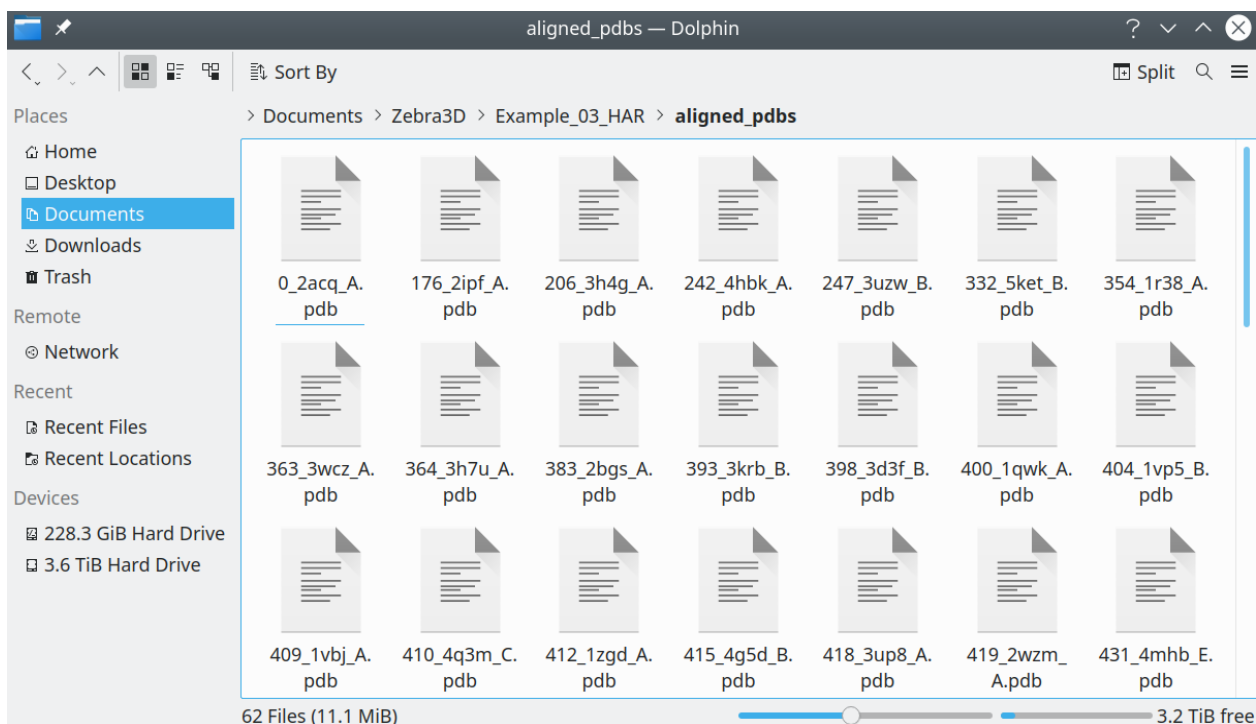 aligned_pdbs — Dolphin
Sort By
Split
Places
Home
Desktop
Documents
Downloads
Trash
Remote
Network
Recent
Recent Files
Recent Locations
Devices
228.3 GiB Hard Drive
3.6 TiB Hard Drive
> Documents > Zebra3D > Example_03_HAR > aligned_pdbs
0_2acq_A.
pdb
176_2ipf_A.
pdb
206_3h4g_A.
pdb
242_4hbk_A.
pdb
247_3uzw_B.
pdb
332_5ket_B.
pdb
354_1r38_A.
pdb
363_3wcz_A.
pdb
364_3h7u_A.
pdb
383_2bgs_A.
pdb
393_3krb_B.
pdb
398_3d3f_B.
pdb
400_1qwk_A.
pdb
404_1vp5_B.
pdb
409_1vbj_A.
pdb
410_4q3m_C.
pdb
412_1zgd_A.
pdb
415_4g5d_B.
pdb
418_3up8_A.
pdb
419_2wzm_
A.pdb
431_4mhb_E.
pdb
62 Files (11.1 MiB)
3.2 TiB free